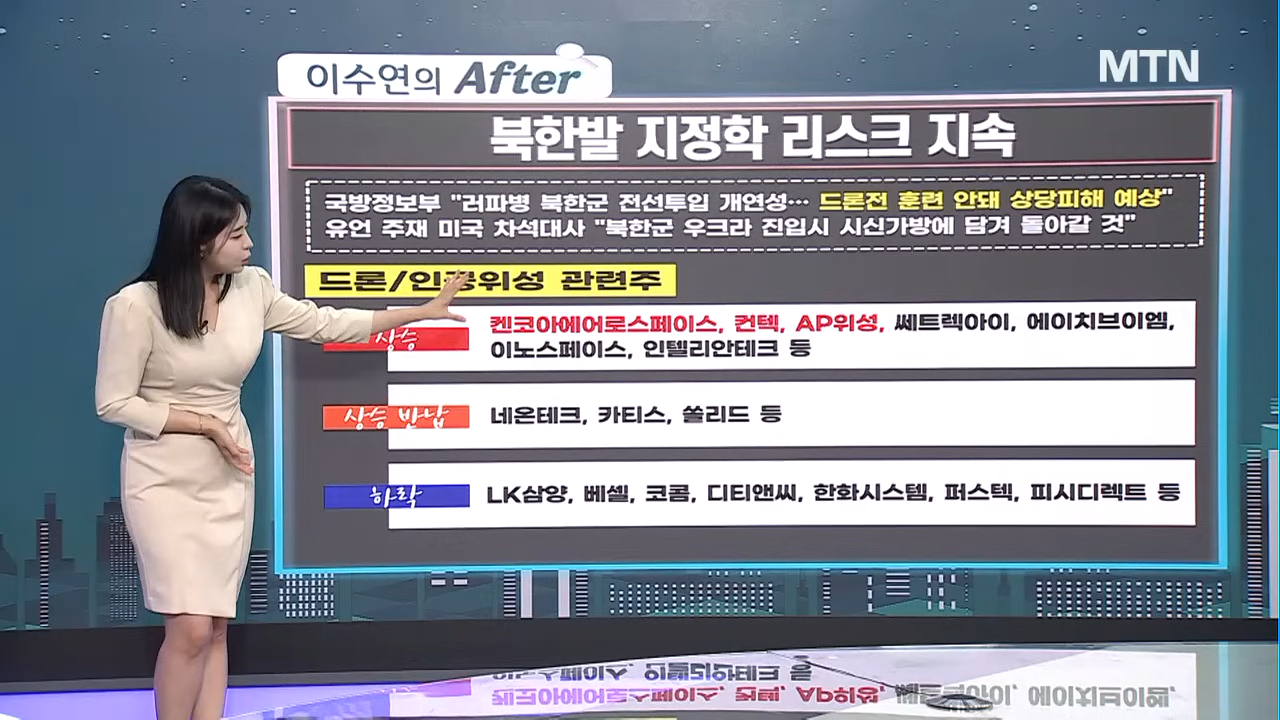 이수연의 After
MTN
북한발 지정학 리스크 지속
국방정보부 "러파병 북한군 전선투입 개연성… 드론전 훈련 안돼 상당피해 예상"
유언 주재 미국 차석대사 "북한군 우크라 진입시 시신가방에 담겨 돌아갈 것"
드론/인공위성 관련주
상승
켄코아에어로스페이스, 컨텍, AP위성, 쎄트렉아이, 에이치브이엠,
이노스페이스, 인텔리안테크 등
상승 반납
네온테크, 카티스, 쏠리드 등
하락
LK삼양, 베셀, 코콤, 디티앤씨, 한화시스템, 퍼스텍, 피시디렉트 등